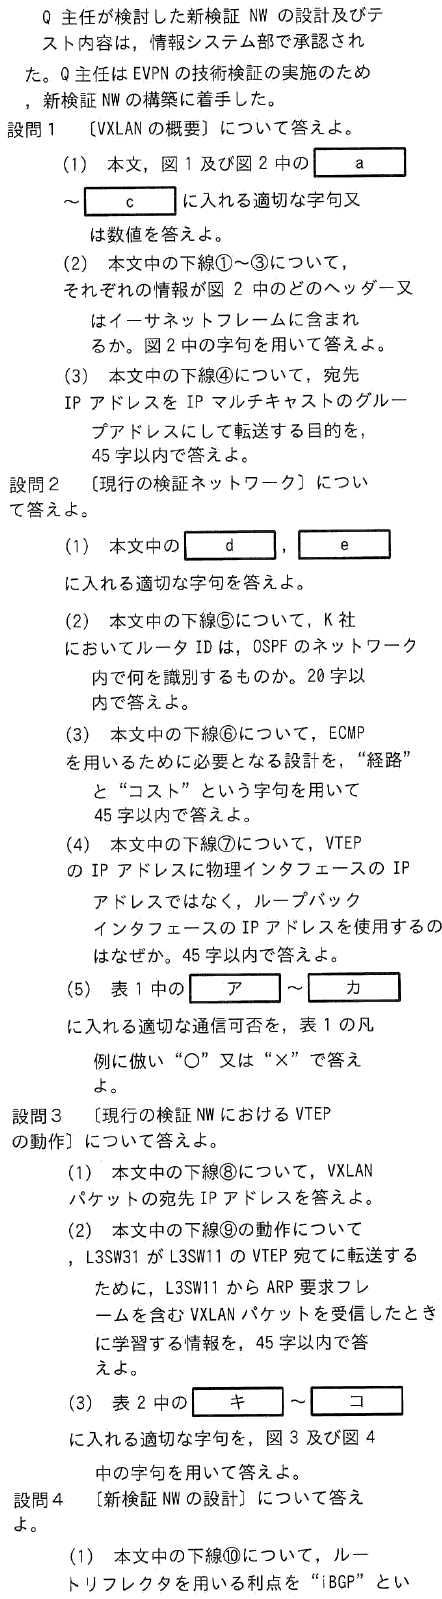 Q 主任が検討した新検証 NW の設計及びテ
スト内容は，情報システム部で承認され
た。Q主任は EVPN の技術検証の実施のため
，新検証 NW の構築に着手した。
設問１ 〔VXLAN の概要〕について答えよ。
(1) 本文，図１及び図２中の a
～ c に入れる適切な字句又
は数値を答えよ。
(2) 本文中の下線①～③について，
それぞれの情報が図 2 中のどのヘッダー又
はイーサネットフレームに含まれ
るか。図２中の字句を用いて答えよ。
(3) 本文中の下線④について，宛先
IP アドレスを IP マルチキャストのグルー
プアドレスにして転送する目的を，
45 字以内で答えよ。
設問２ 〔現行の検証ネットワーク〕につい
て答えよ。
(1) 本文中の d ， e
に入れる適切な字句を答えよ。
(2) 本文中の下線⑤について，K 社
においてルータ ID は，OSPF のネットワーク
内で何を識別するものか。20 字以
内で答えよ。
(3) 本文中の下線⑥について，ECMP
を用いるために必要となる設計を，“経路”
と“コスト”という字句を用いて
45 字以内で答えよ。
(4) 本文中の下線⑦について，VTEP
の IP アドレスに物理インタフェースの IP
アドレスではなく，ループバック
インタフェースの IP アドレスを使用するの
はなぜか。45 字以内で答えよ。
(5) 表１中の ア ～ カ
に入れる適切な通信可否を，表１の凡
例に倣い“○”又は“×”で答え
よ。
設問３ 〔現行の検証 NW における VTEP
の動作〕について答えよ。
(1) 本文中の下線⑧について，VXLAN
パケットの宛先 IP アドレスを答えよ。
(2) 本文中の下線⑨の動作について
，L3SW31 が L3SW11 の VTEP 宛てに転送する
ために，L3SW11 から ARP 要求フレ
ームを含む VXLAN パケットを受信したとき
に学習する情報を，45 字以内で答
えよ。
(3) 表２中の キ ～ コ
に入れる適切な字句を，図３及び図４
中の字句を用いて答えよ。
設問４ 〔新検証 NW の設計〕について答え
よ。
(1) 本文中の下線⑩について，ルー
トリフレクタを用いる利点を“iBGP”とい